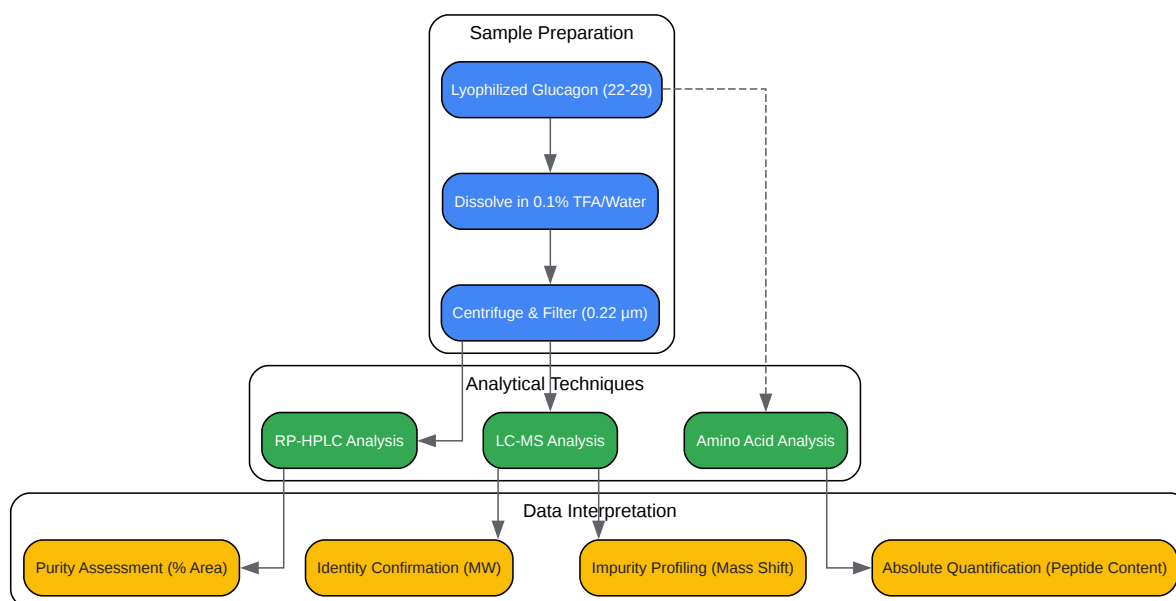 Sample Preparation
Lyophilized Glucagon (22-29)
Dissolve in 0.1% TFA/Water
Centrifuge & Filter (0.22 µm)
Analytical Techniques
RP-HPLC Analysis
LC-MS Analysis
Amino Acid Analysis
Data Interpretation
Purity Assessment (% Area)
Identity Confirmation (MW)
Impurity Profiling (Mass Shift)
Absolute Quantification (Peptide Content)